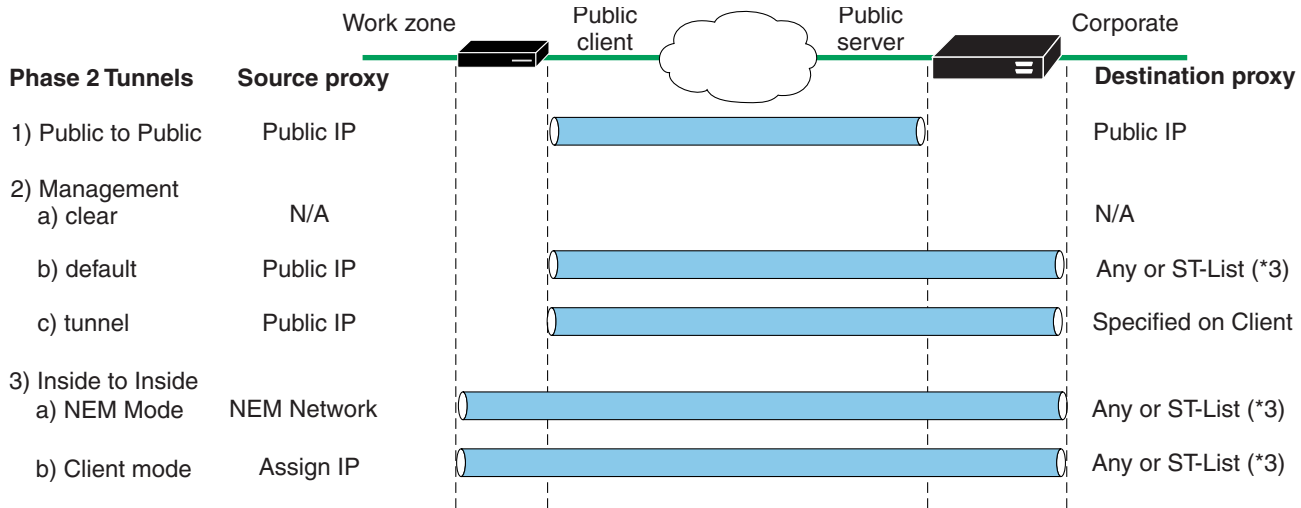 Work zone
Public
client
Public
server
Corporate
Phase 2 Tunnels Source proxy Destination proxy
1) Public to Public Public IP Public IP
2) Management
a) clear N/A N/A
b) default Public IP Any or ST-List (*3)
c) tunnel Public IP Specified on Client
3) Inside to Inside
a) NEM Mode NEM Network Any or ST-List (*3)
b) Client mode Assign IP Any or ST-List (*3)